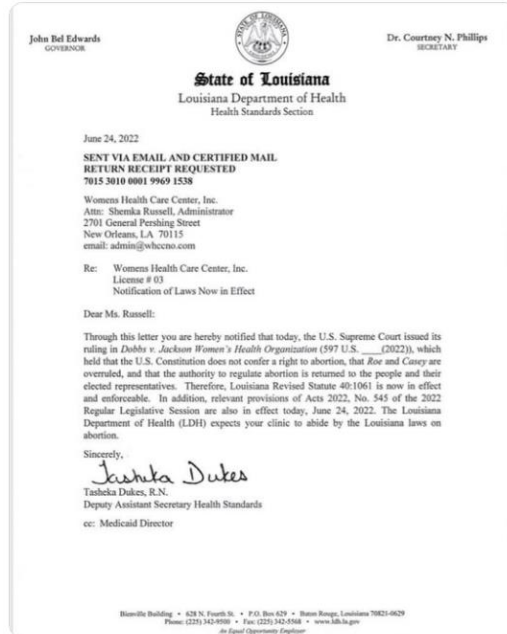 John Bel Edwards
GOVERNOR
STATE OF LOUISIANA
Dr. Courtney N. Phillips
SECRETARY
State of Louisiana
Louisiana Department of Health
Health Standards Section
June 24, 2022
SENT VIA EMAIL AND CERTIFIED MAIL
RETURN RECEIPT REQUESTED
7015 3010 0001 9969 1538
Womens Health Care Center, Inc.
Attn: Shemka Russell, Administrator
2701 General Pershing Street
New Orleans, LA 70115
email: admin@whccno.com
Re: Womens Health Care Center, Inc.
License # 03
Notification of Laws Now in Effect
Dear Ms. Russell:
Through this letter you are hereby notified that today, the U.S. Supreme Court issued its
ruling in Dobbs v. Jackson Women's Health Organization (597 U.S. ___(2022)), which
held that the U.S. Constitution does not confer a right to abortion, that Roe and Casey are
overruled, and that the authority to regulate abortion is returned to the people and their
elected representatives. Therefore, Louisiana Revised Statute 40:1061 is now in effect
and enforceable. In addition, relevant provisions of Acts 2022, No. 545 of the 2022
Regular Legislative Session are also in effect today, June 24, 2022. The Louisiana
Department of Health (LDH) expects your clinic to abide by the Louisiana laws on
abortion.
Sincerely,
Tasheka Dukes
Tasheka Dukes, R.N.
Deputy Assistant Secretary Health Standards
cc: Medicaid Director
Bienville Building • 628 N. Fourth St. • P.O. Box 629 • Baton Rouge, Louisiana 70821-0629
Phone: (225) 342-9500 • Fax: (225) 342-5568 • www.ldh.la.gov
An Equal Opportunity Employer